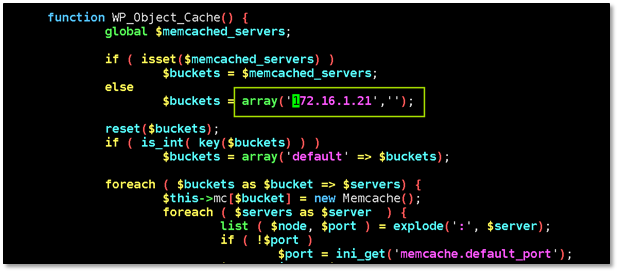 function WP_Object_Cache() {
global $memcached_servers;
if ( isset($memcached_servers) )
$buckets = $memcached_servers;
else
$buckets = array('172.16.1.21','');
reset($buckets);
if ( is_int( key($buckets) ) )
$buckets = array('default' => $buckets);
foreach ( $buckets as $bucket => $servers) {
$this->mc[$bucket] = new Memcache();
foreach ( $servers as $server  ) {
list ( $node, $port ) = explode(':', $server);
if ( !$port )
$port = ini_get('memcache.default_port');